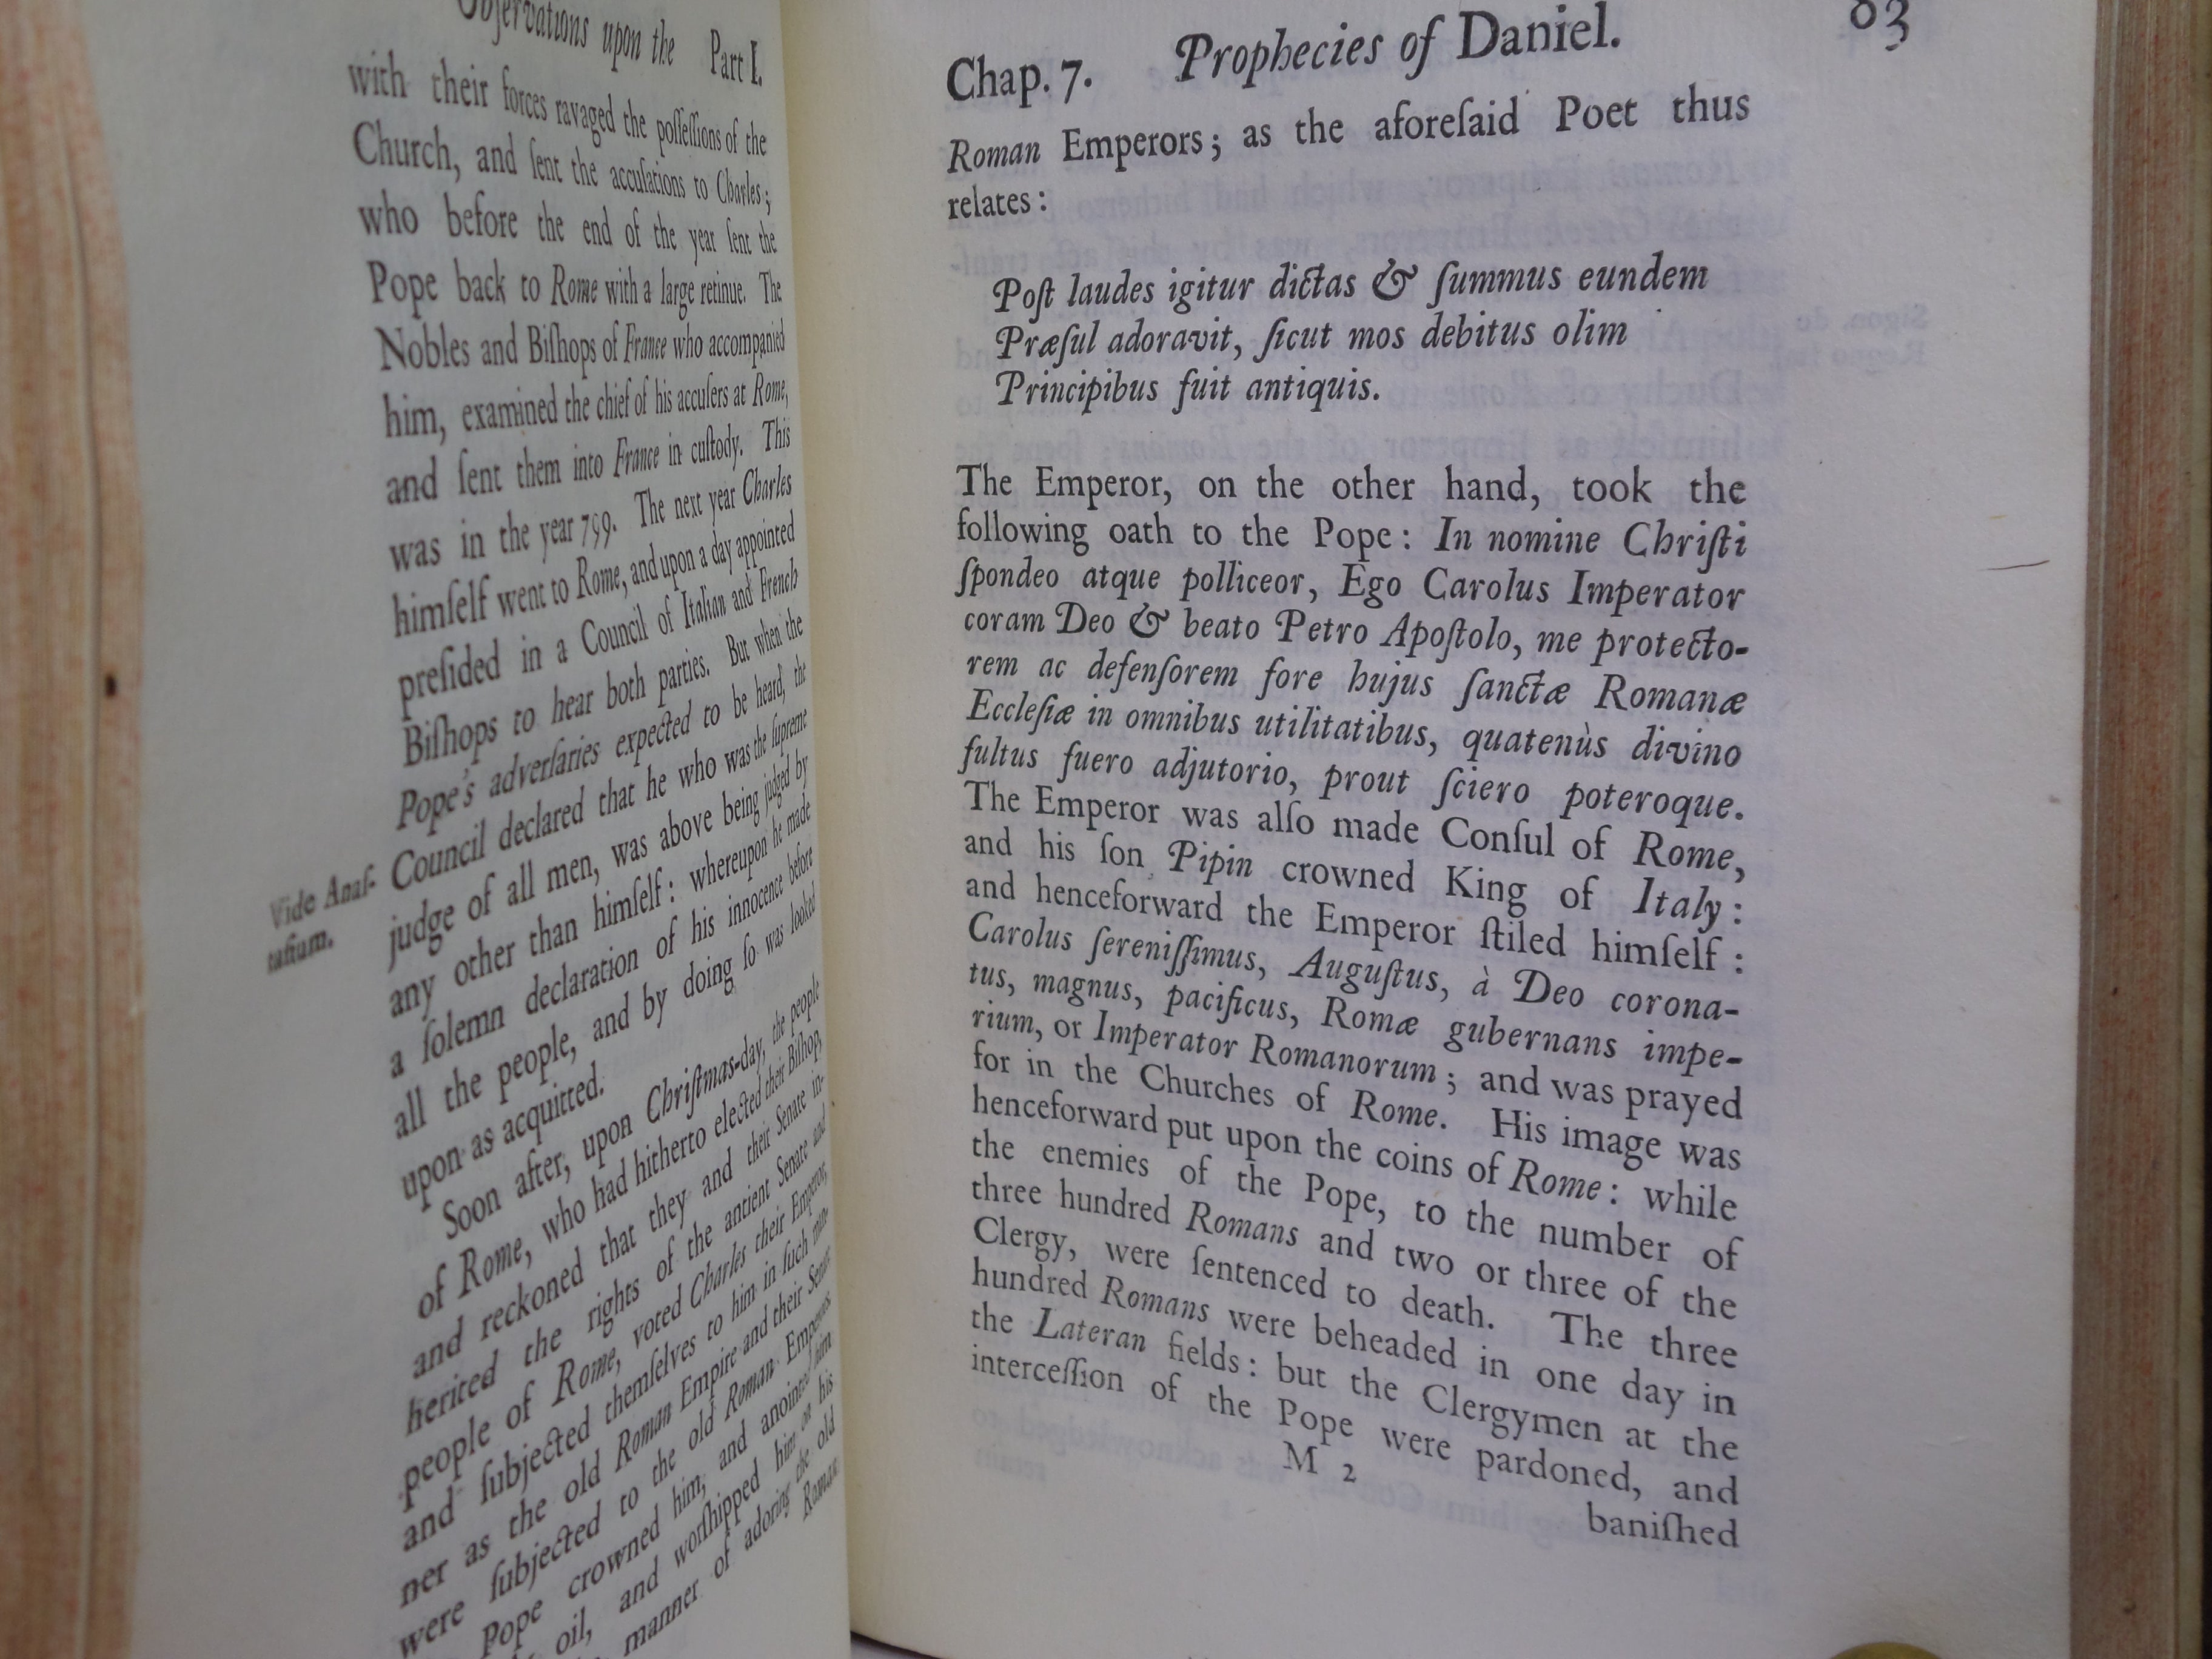 Observations upon the Part I.
with their forces ravaged the poſſeſſions of the
Church, and ſent the accuſations to Charles;
who before the end of the year ſent the
Pope back to Rome with a large retinue. The
Nobles and Biſhops of France who accompanied
him, examined the chief of his accuſers at Rome,
and ſent them into France in cuſtody. This
was in the year 799. The next year Charles
himſelf went to Rome, and upon a day appointed
preſided in a Council of Italian and French
Biſhops to hear both parties. But when the
Pope's adverſaries expected to be heard, the
Council declared that he who was the ſupreme
Vide Anaſ-
taſium.
judge of all men, was above being judged by
any other than himſelf: whereupon he made
a ſolemn declaration of his innocence before
all the people, and by doing ſo was looked
upon as acquitted.
Soon after, upon Chriſtmas-day, the people
of Rome, who had hitherto elected their Biſhop,
and reckoned that they and their Senate in-
herited the rights of the antient Senate and
people of Rome, voted Charles their Emperor,
and ſubjected themſelves to him in ſuch man-
ner as the old Roman Empire and their Senate
were ſubjected to the old Roman Emperors
Pope crowned him, and anointed him
oil, and worſhipped him on his
manner of adoring the old
Roman
Chap. 7. Prophecies of Daniel. 83
Roman Emperors; as the aforeſaid Poet thus
relates:
Poſt laudes igitur dictas & ſummus eundem
Præſul adoravit, ſicut mos debitus olim
Principibus fuit antiquis.
The Emperor, on the other hand, took the
following oath to the Pope: In nomine Chriſti
ſpondeo atque polliceor, Ego Carolus Imperator
coram Deo & beato Petro Apoſtolo, me protecto-
rem ac defenſorem fore hujus ſanctæ Romanæ
Eccleſiæ in omnibus utilitatibus, quatenùs divino
fultus fuero adjutorio, prout ſciero poteroque.
The Emperor was alſo made Conſul of Rome,
and his ſon Pipin crowned King of Italy:
and henceforward the Emperor ſtiled himſelf:
Carolus ſereniſſimus, Auguſtus, à Deo corona-
tus, magnus, pacificus, Romæ gubernans impe-
rium, or Imperator Romanorum; and was prayed
for in the Churches of Rome. His image was
henceforward put upon the coins of Rome: while
the enemies of the Pope, to the number of
three hundred Romans and two or three of the
Clergy, were ſentenced to death. The three
hundred Romans were beheaded in one day in
the Lateran fields: but the Clergymen at the
interceſſion of the Pope were pardoned, and
M 2
baniſhed